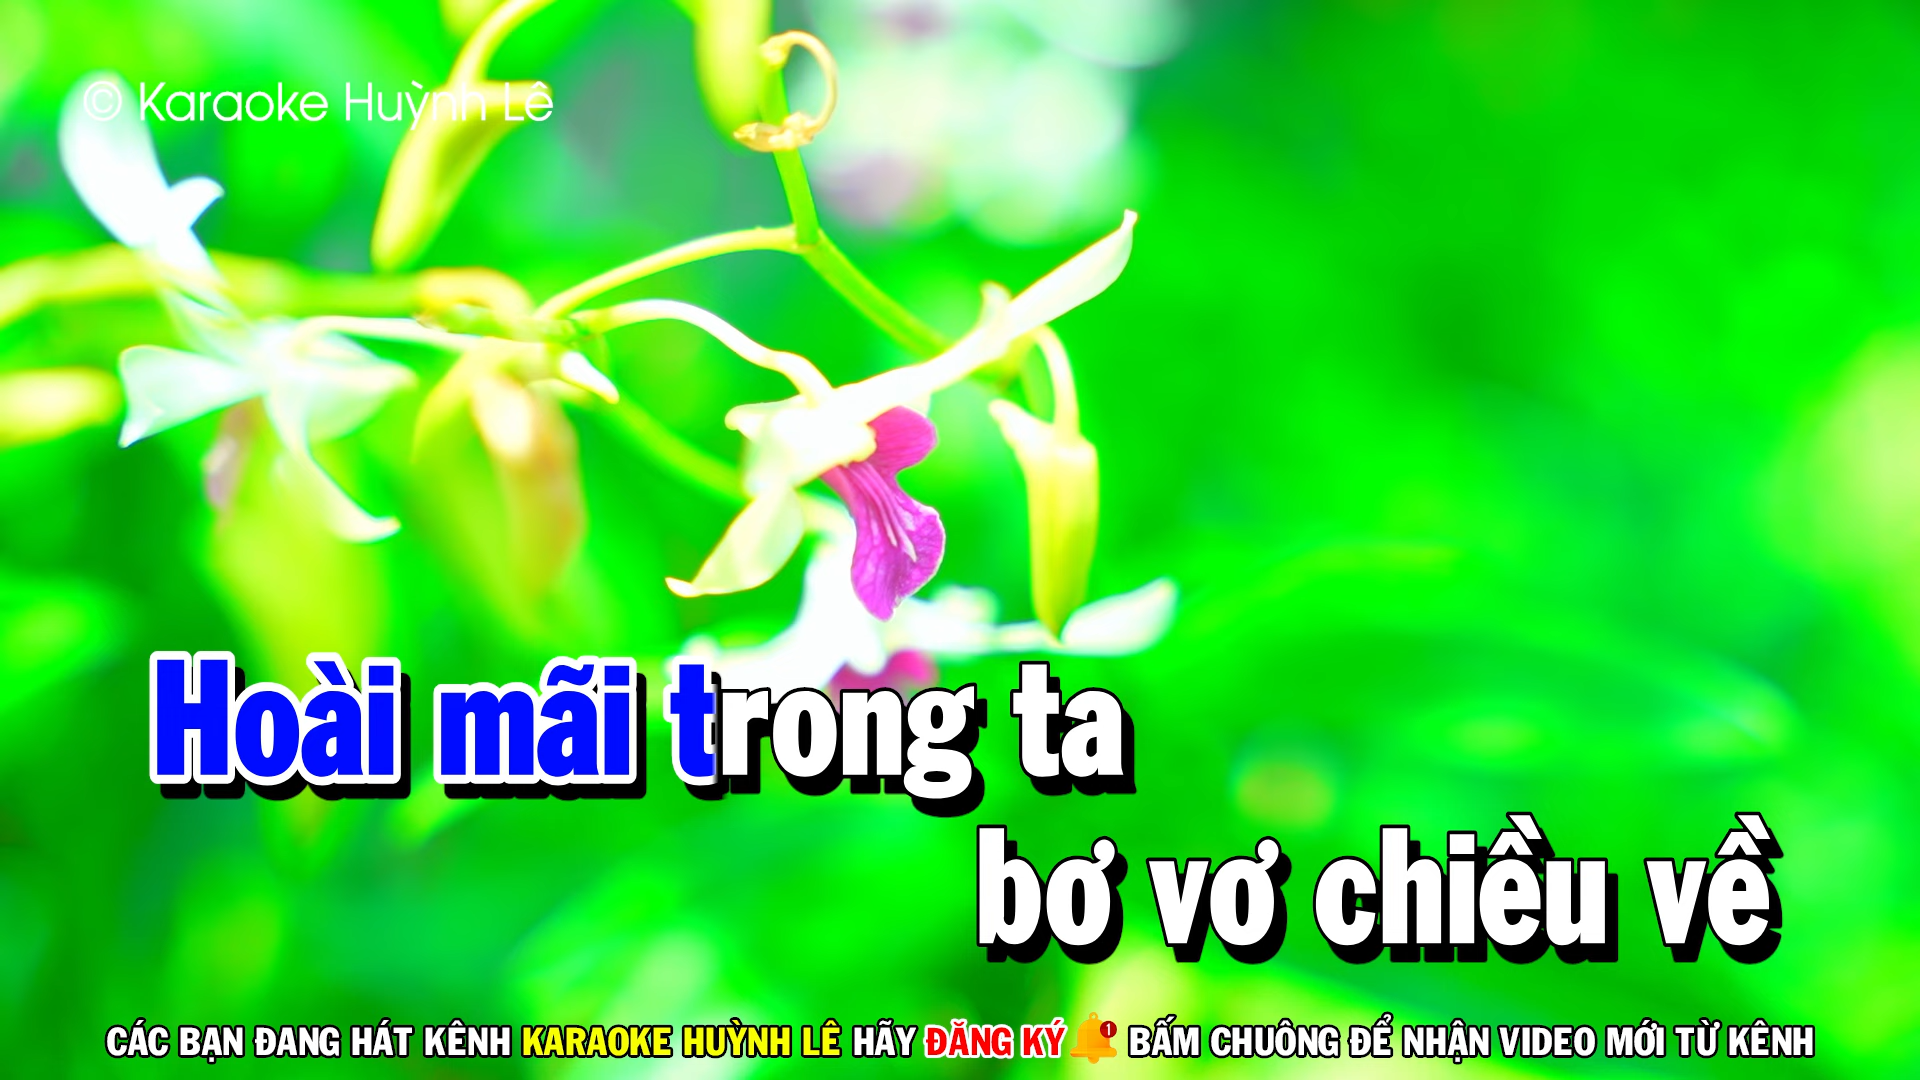 © Karaoke Huỳnh Lê
Hoài mãi trong ta
bơ vơ chiều về
CÁC BẠN ĐANG HÁT KÊNH KARAOKE HUỲNH LÊ HÃY ĐĂNG KÝ 1 BẤM CHUÔNG ĐỂ NHẬN VIDEO MỚI TỪ KÊNH